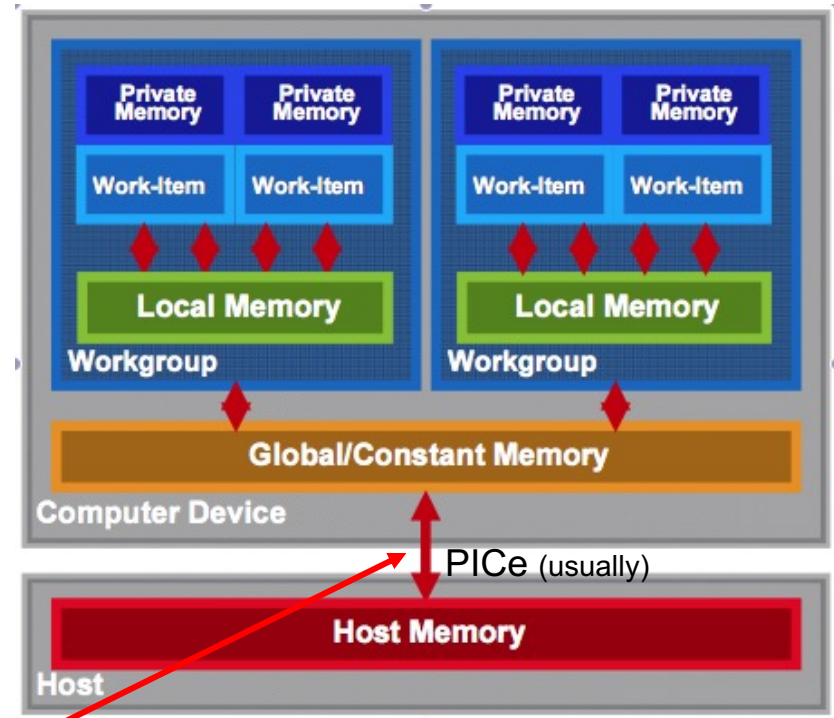 Private Private Private Private
Memory Memory Memory Memory
Work-Item Work-Item Work-Item Work-Item
Local Memory Local Memory
Workgroup Workgroup
Global/Constant Memory
Computer Device
PICe (usually)
Host Memory
Host